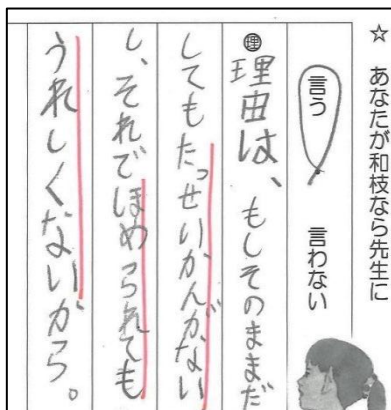 ☆　あなたが和枝なら先生に
言う　言わない
理 理由は、もしそのままだ
してもたっせいかんがない
し、それでほめられても
うれしくないがら。